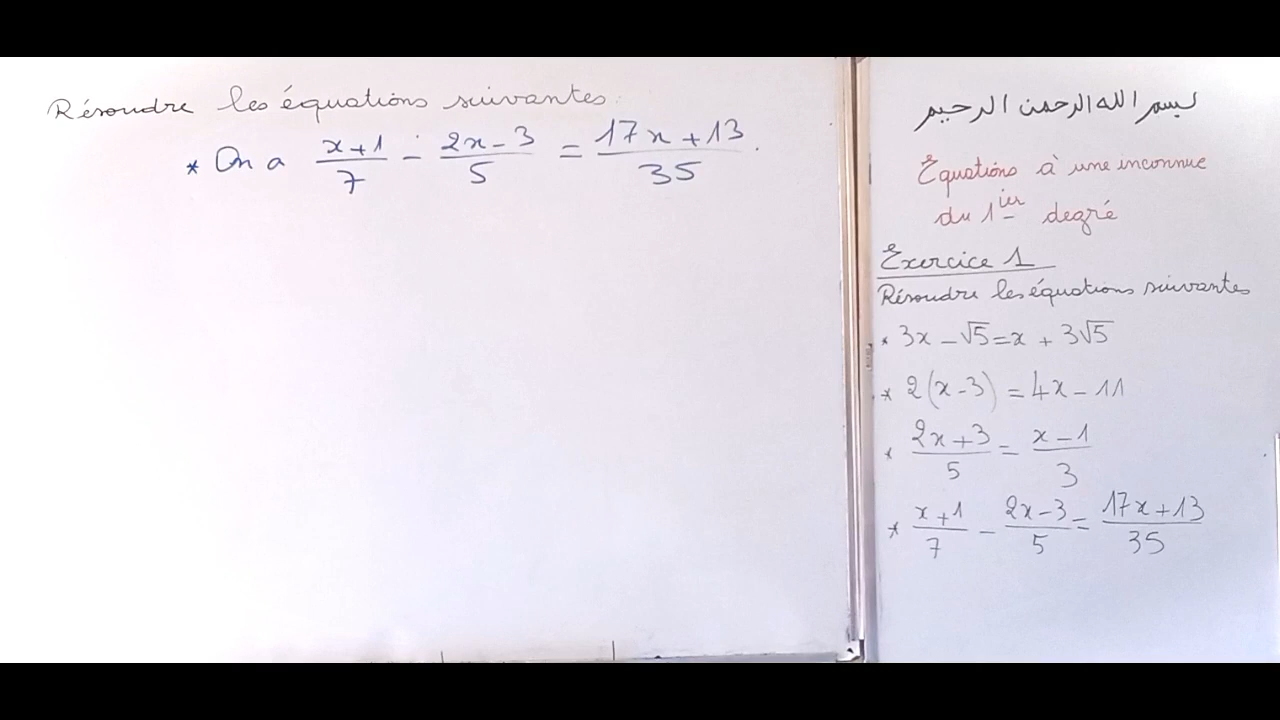 Résoudre les équations suivantes:
* On a (x+1)/7 - (2x-3)/5 = (17x+13)/35.
بسم الله الرحمن الرحيم
Equations à une inconnue
du 1ier degré
Exercice 1
Résoudre les équations suivantes
* 3x - √5 = x + 3√5
* 2(x-3) = 4x - 11
* (2x+3)/5 = (x-1)/3
* (x+1)/7 - (2x-3)/5 = (17x+13)/35